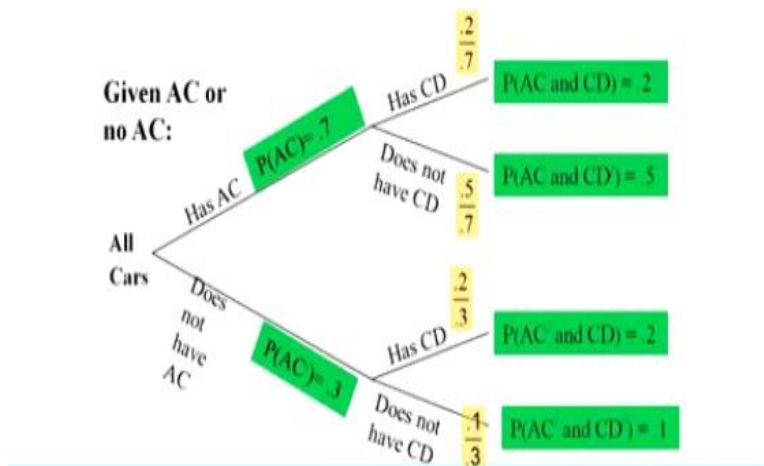 Given AC or
no AC:
All
Cars
Has AC
P(AC)= .7
Has CD
.2
.7
P(AC and CD) = 2
Does not
have CD
.5
.7
P(AC and CD') = 5
Does
not
have
AC
P(AC')= .3
Has CD
.2
.3
P(AC' and CD) = 2
Does not
have CD
.1
.3
P(AC' and CD') = 1